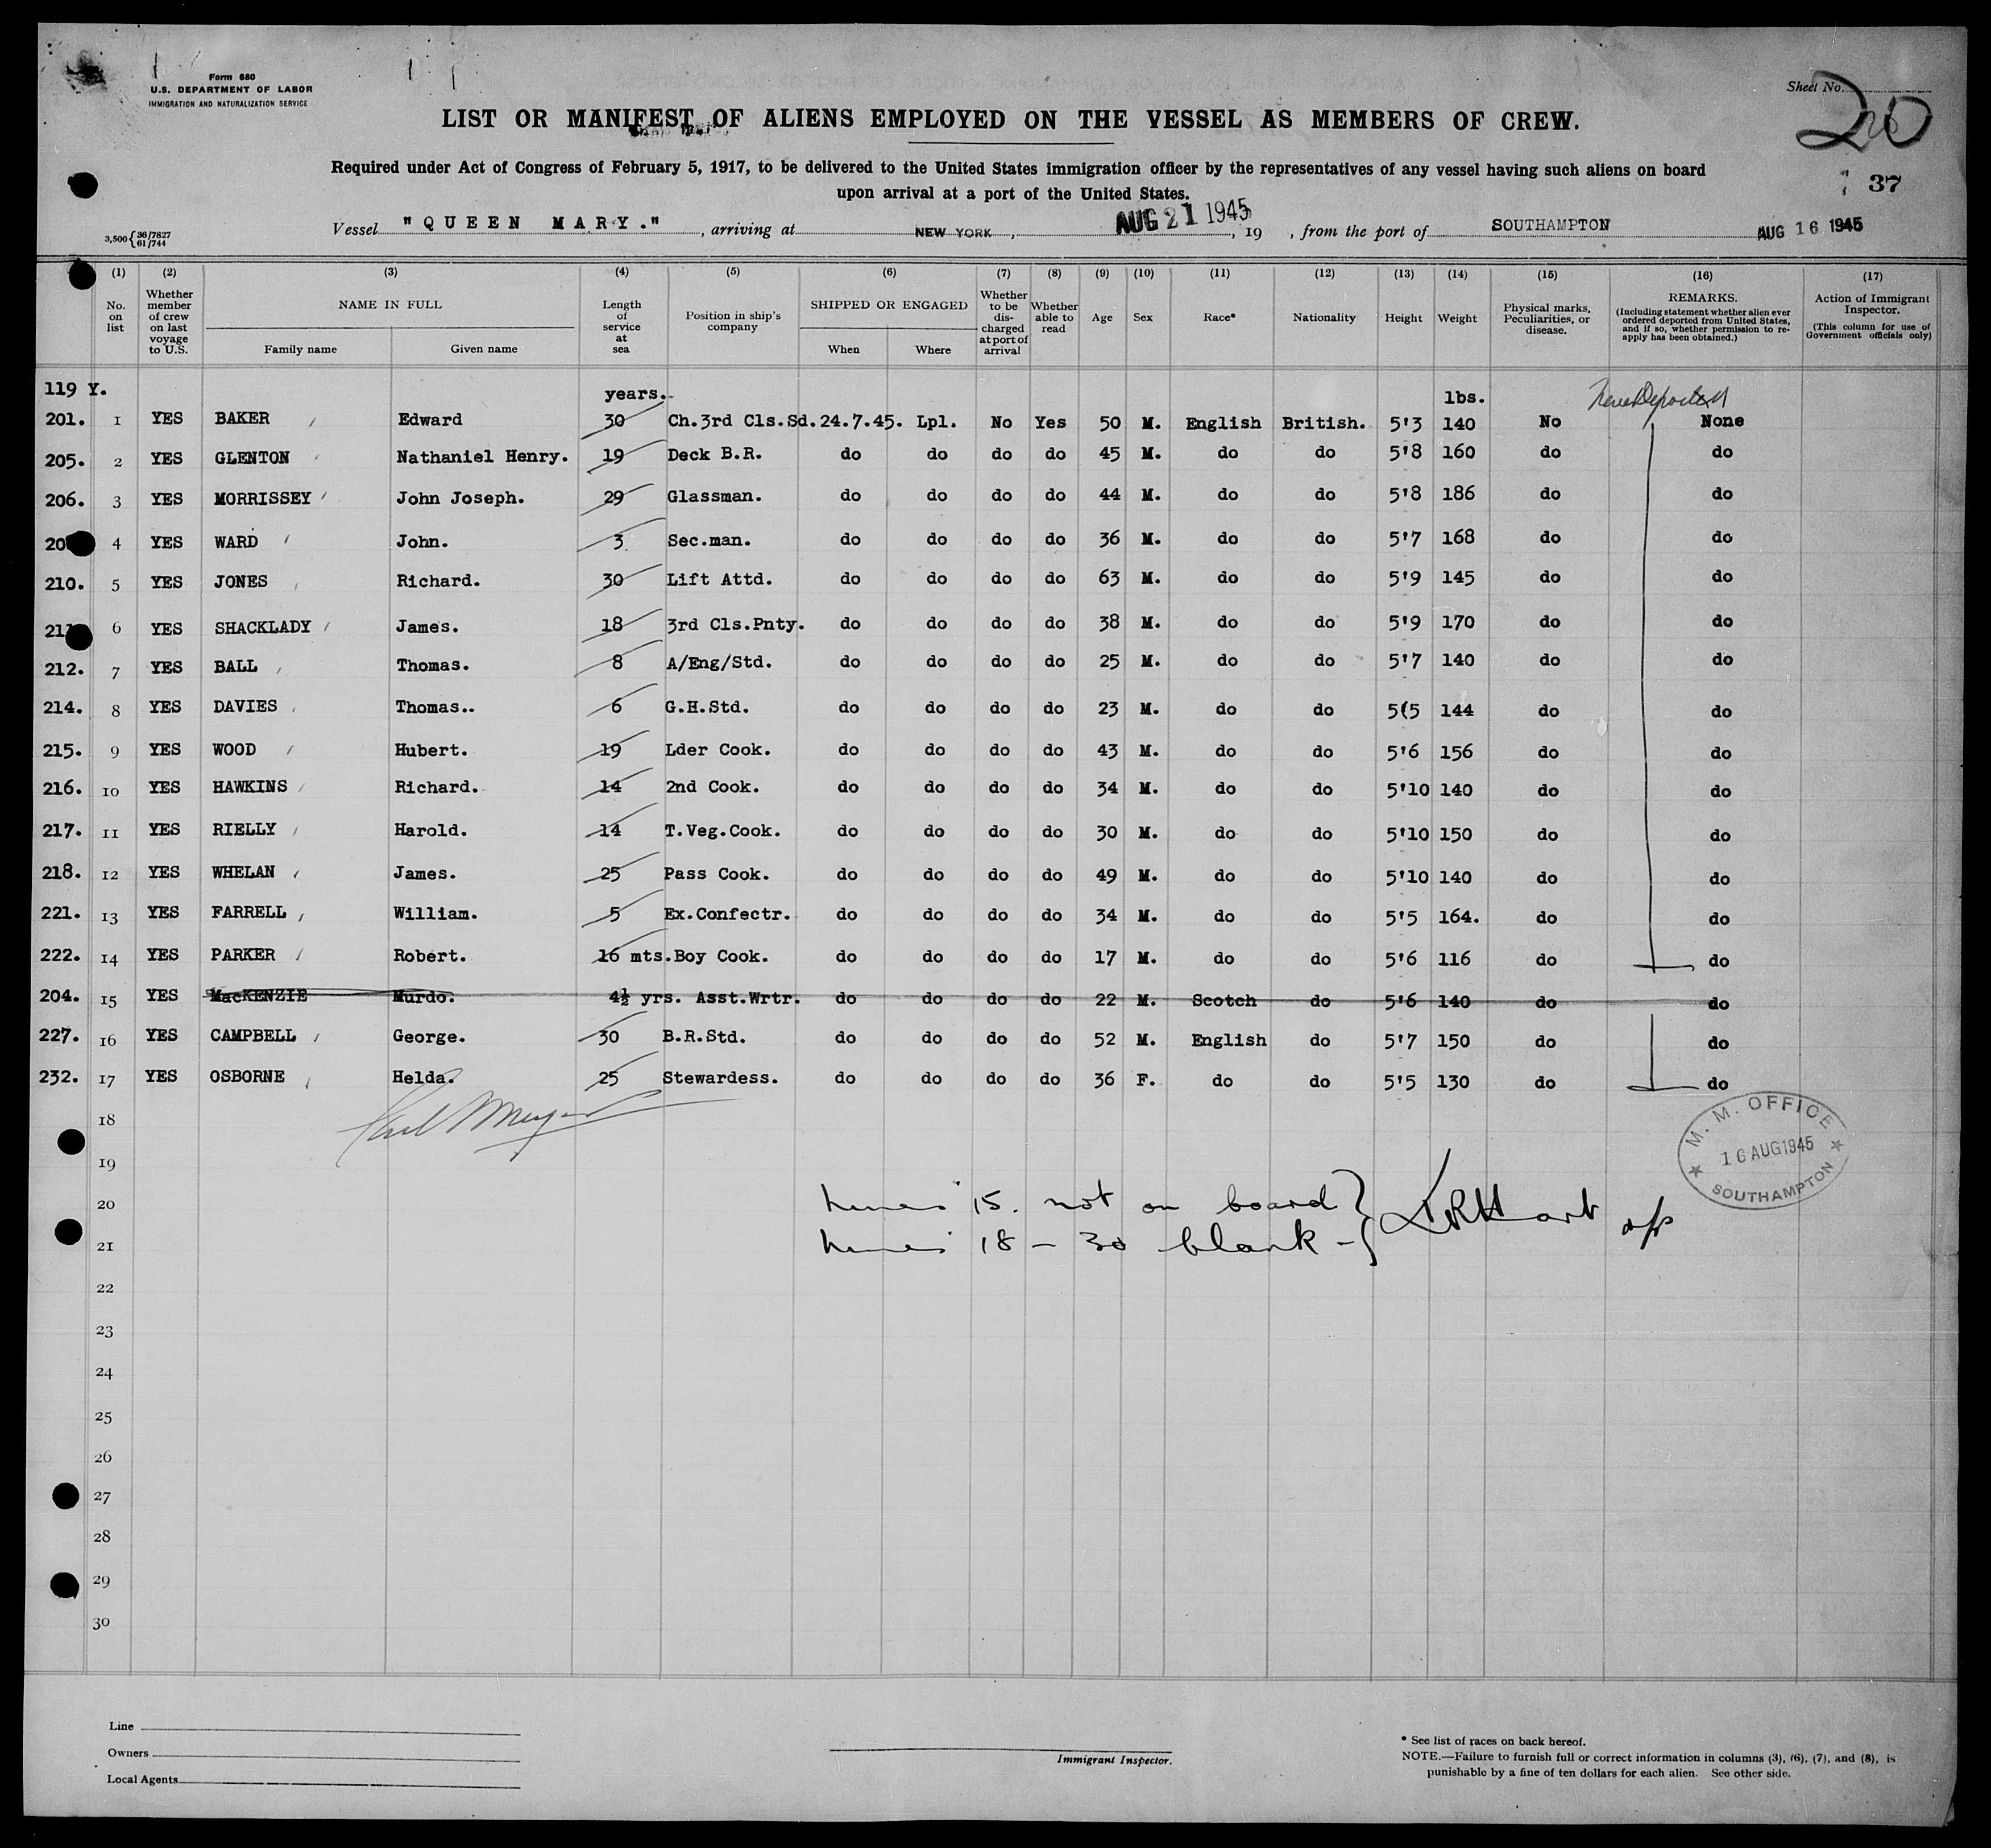 Form 680
U.S. DEPARTMENT OF LABOR
IMMIGRATION AND NATURALIZATION SERVICE
Sheet No.
20
LIST OR MANIFEST OF ALIENS EMPLOYED ON THE VESSEL AS MEMBERS OF CREW.
Required under Act of Congress of February 5, 1917, to be delivered to the United States immigration officer by the representatives of any vessel having such aliens on board
upon arrival at a port of the United States.
37
3,500 { 36/7827 61/744
Vessel "QUEEN MARY.", arriving at NEW YORK, AUG 21 1945, 19 , from the port of SOUTHAMPTON AUG 16 1945
(1) (2) (3) (4) (5) (6) (7) (8) (9) (10) (11) (12) (13) (14) (15) (16) (17)
No. on list
Whether member of crew on last voyage to U.S.
NAME IN FULL
Family name
Given name
Length of service at sea
Position in ship's company
SHIPPED OR ENGAGED
When
Where
Whether to be discharged at port of arrival
Whether able to read
Age
Sex
Race*
Nationality
Height
Weight
Physical marks, Peculiarities, or disease.
REMARKS.
(Including statement whether alien ever ordered deported from United States, and if so, whether permission to re-apply has been obtained.)
Action of Immigrant Inspector.
(This column for use of Government officials only)
119 Y. years. lbs. Never Deported
201. 1 YES BAKER Edward 30 Ch.3rd Cls.Sd. 24.7.45. Lpl. No Yes 50 M. English British. 5'3 140 No None
205. 2 YES GLENTON Nathaniel Henry. 19 Deck B.R. do do do do 45 M. do do 5'8 160 do do
206. 3 YES MORRISSEY John Joseph. 29 Glassman. do do do do 44 M. do do 5'8 186 do do
20 4 YES WARD John. 3 Sec.man. do do do do 36 M. do do 5'7 168 do do
210. 5 YES JONES Richard. 30 Lift Attd. do do do do 63 M. do do 5'9 145 do do
211 6 YES SHACKLADY James. 18 3rd Cls.Pnty. do do do do 38 M. do do 5'9 170 do do
212. 7 YES BALL Thomas. 8 A/Eng/Std. do do do do 25 M. do do 5'7 140 do do
214. 8 YES DAVIES Thomas.. 6 G.H.Std. do do do do 23 M. do do 5(5 144 do do
215. 9 YES WOOD Hubert. 19 Lder Cook. do do do do 43 M. do do 5'6 156 do do
216. 10 YES HAWKINS Richard. 14 2nd Cook. do do do do 34 M. do do 5'10 140 do do
217. 11 YES RIELLY Harold. 14 T.Veg.Cook. do do do do 30 M. do do 5'10 150 do do
218. 12 YES WHELAN James. 25 Pass Cook. do do do do 49 M. do do 5'10 140 do do
221. 13 YES FARRELL William. 5 Ex.Confectr. do do do do 34 M. do do 5'5 164. do do
222. 14 YES PARKER Robert. 16 mts. Boy Cook. do do do do 17 M. do do 5'6 116 do do
204. 15 YES MacKENZIE Murdo. 4½ yrs. Asst.Wrtr. do do do do 22 M. Scotch do 5'6 140 do do
227. 16 YES CAMPBELL George. 30 B.R.Std. do do do do 52 M. English do 5'7 150 do do
232. 17 YES OSBORNE Helda. 25 Stewardess. do do do do 36 F. do do 5'5 130 do do
18
M. M. OFFICE
16 AUG 1945
SOUTHAMPTON
19
20 15. not on board
21 18 - 30 blank -
22
23
24
25
26
27
28
29
30
Line
Owners
Local Agents
Immigrant Inspector.
* See list of races on back hereof.
NOTE.—Failure to furnish full or correct information in columns (3), (6), (7), and (8), is
punishable by a fine of ten dollars for each alien. See other side.